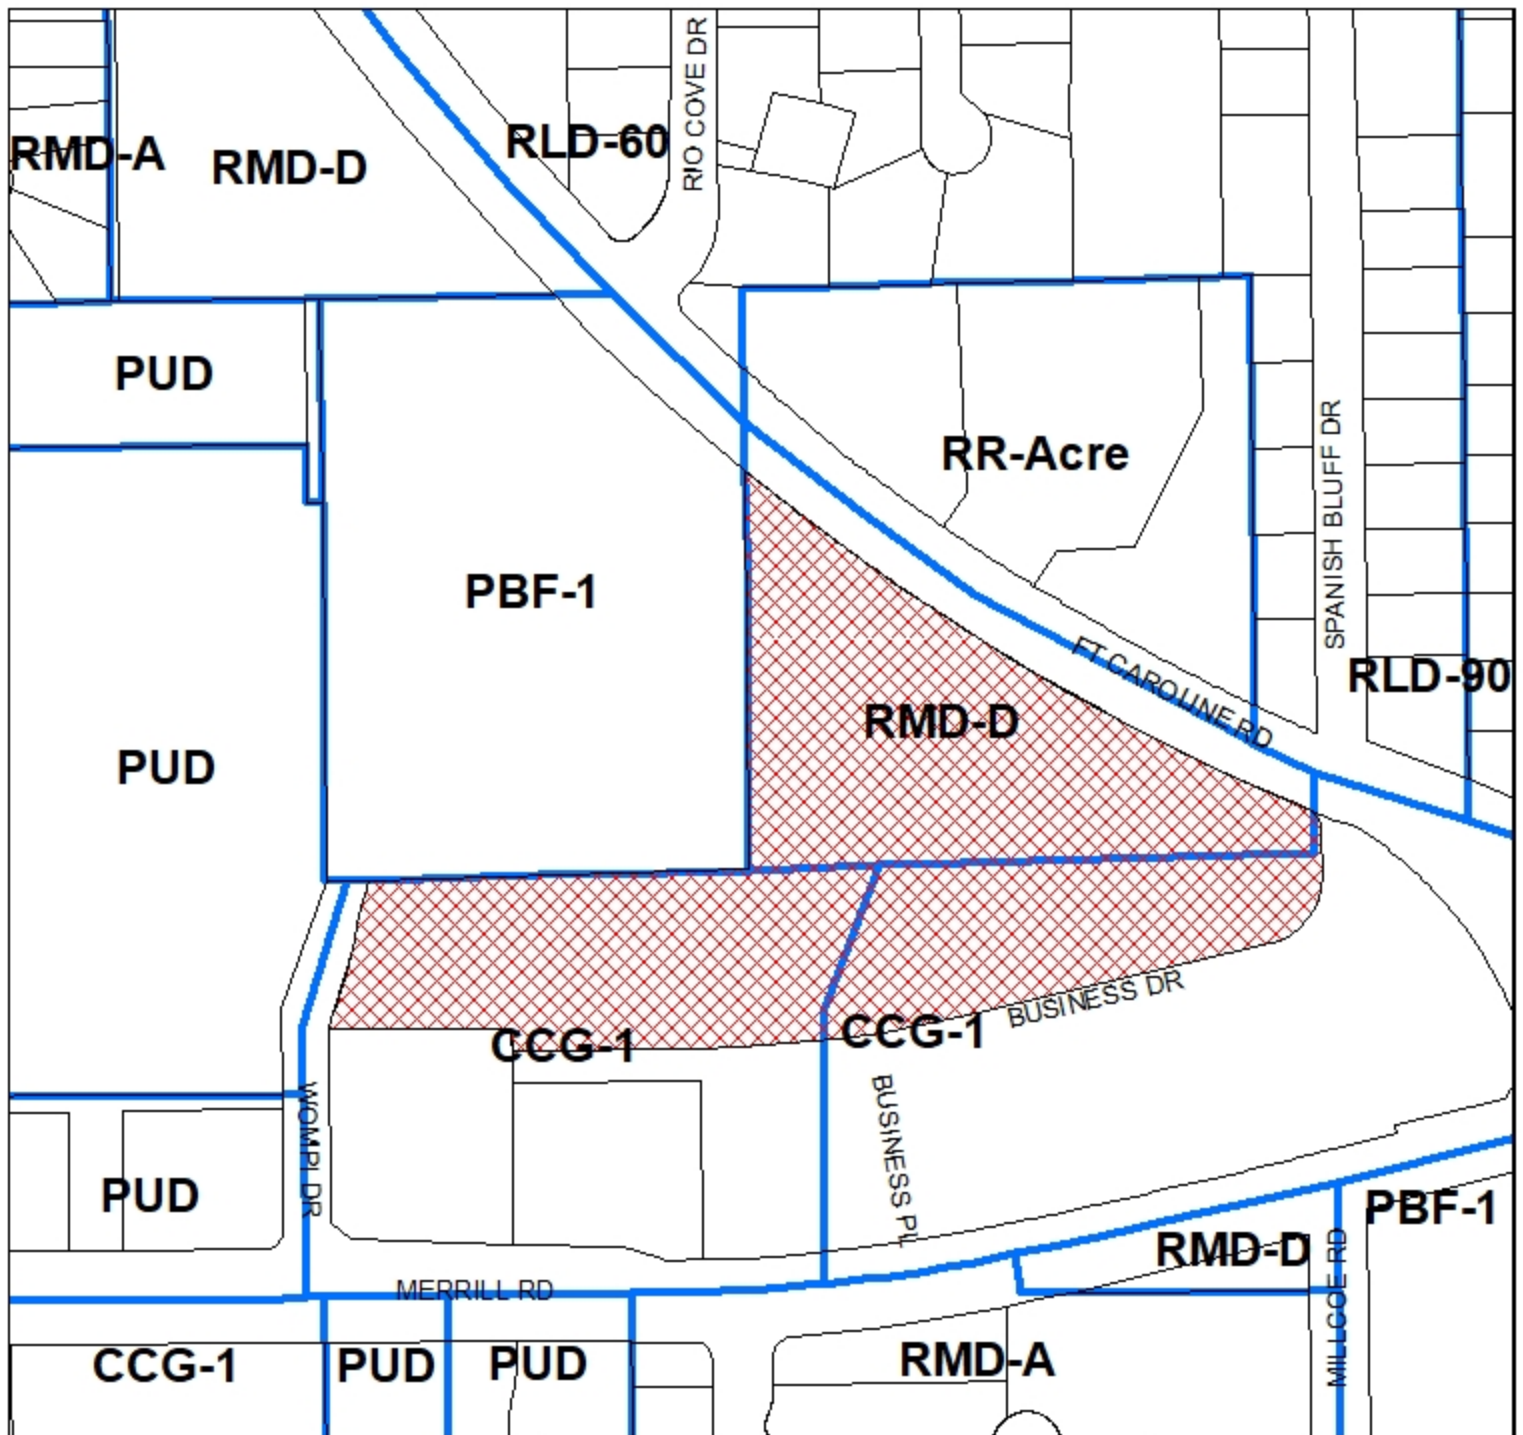 RIO COVE DR
RLD-60
RMD-A
RMD-D
PUD
RR-Acre
SPANISH BLUFF DR
PBF-1
FT CAROLINE RD
RLD-90
RMD-D
PUD
BUSINESS DR
CCG-1
CCG-1
WOMPI DR
BUSINESS PL
PUD
PBF-1
RMD-D
MILLCOE RD
MERRILL RD
CCG-1
PUD
PUD
RMD-A